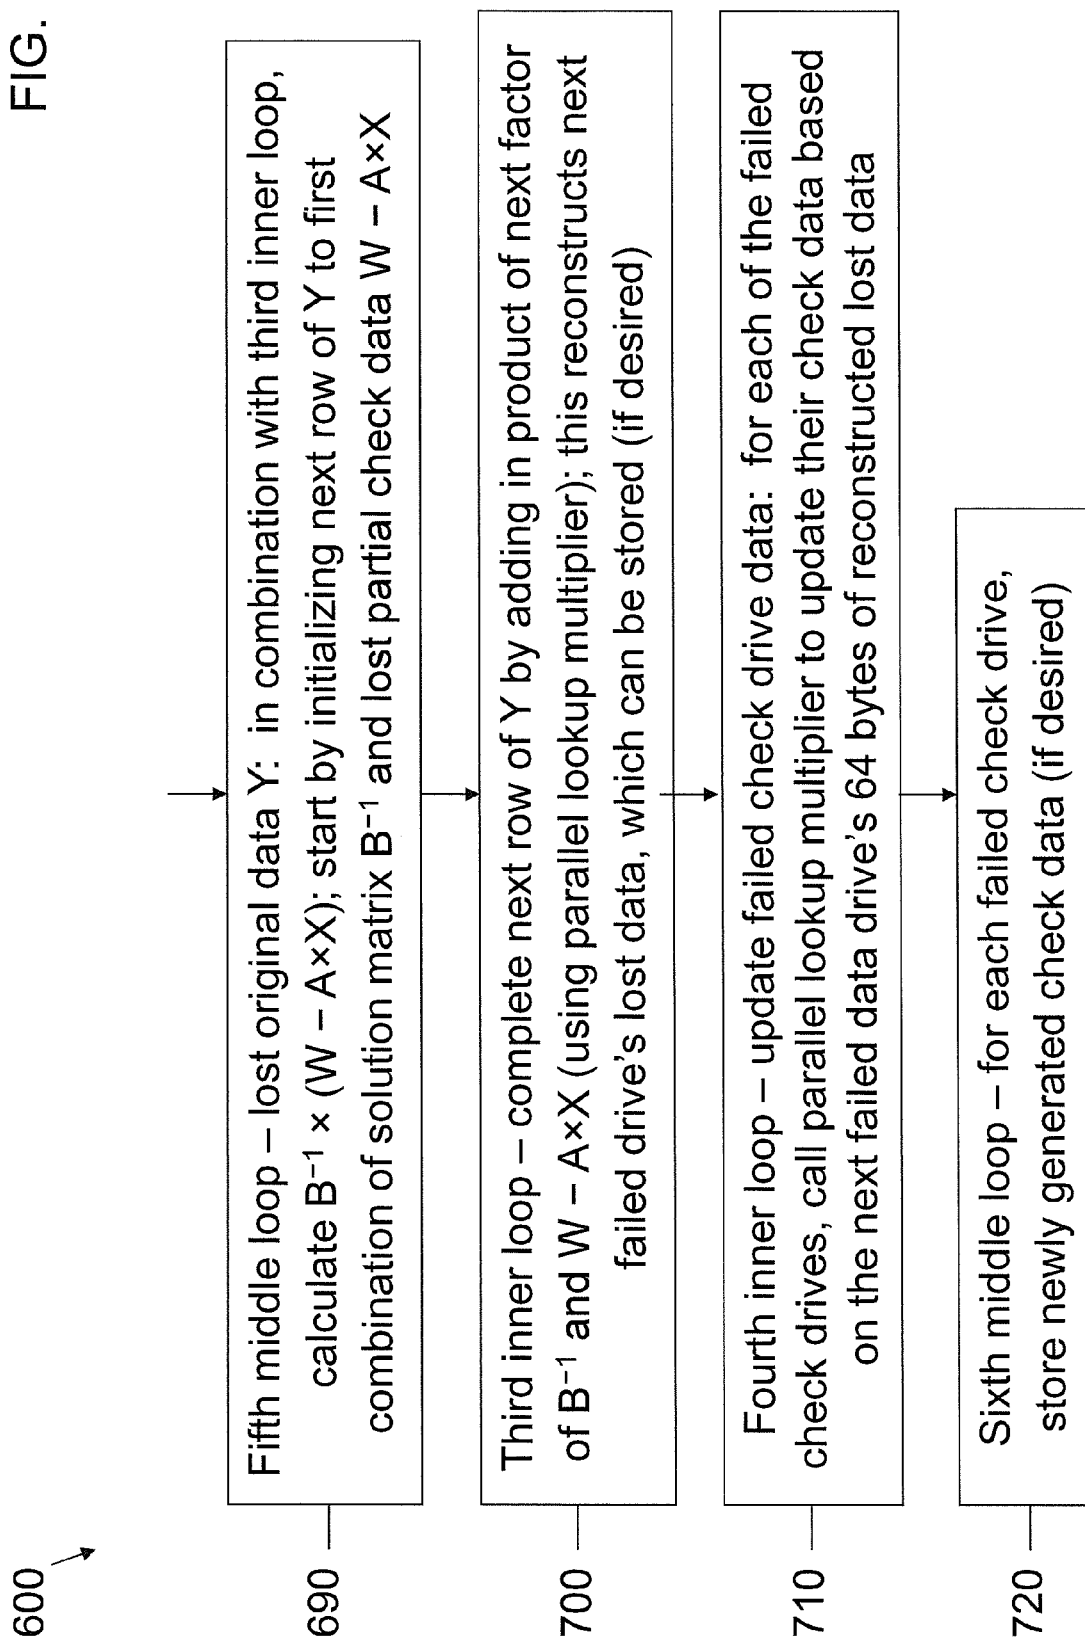 FIG.
600
690
Fifth middle loop – lost original data Y:  in combination with third inner loop,
calculate B⁻¹ × (W – A×X); start by initializing next row of Y to first
combination of solution matrix B⁻¹ and lost partial check data W – A×X
700
Third inner loop – complete next row of Y by adding in product of next factor
of B⁻¹ and W – A×X (using parallel lookup multiplier); this reconstructs next
failed drive's lost data, which can be stored (if desired)
710
Fourth inner loop – update failed check drive data:  for each of the failed
check drives, call parallel lookup multiplier to update their check data based
on the next failed data drive's 64 bytes of reconstructed lost data
720
Sixth middle loop – for each failed check drive,
store newly generated check data (if desired)